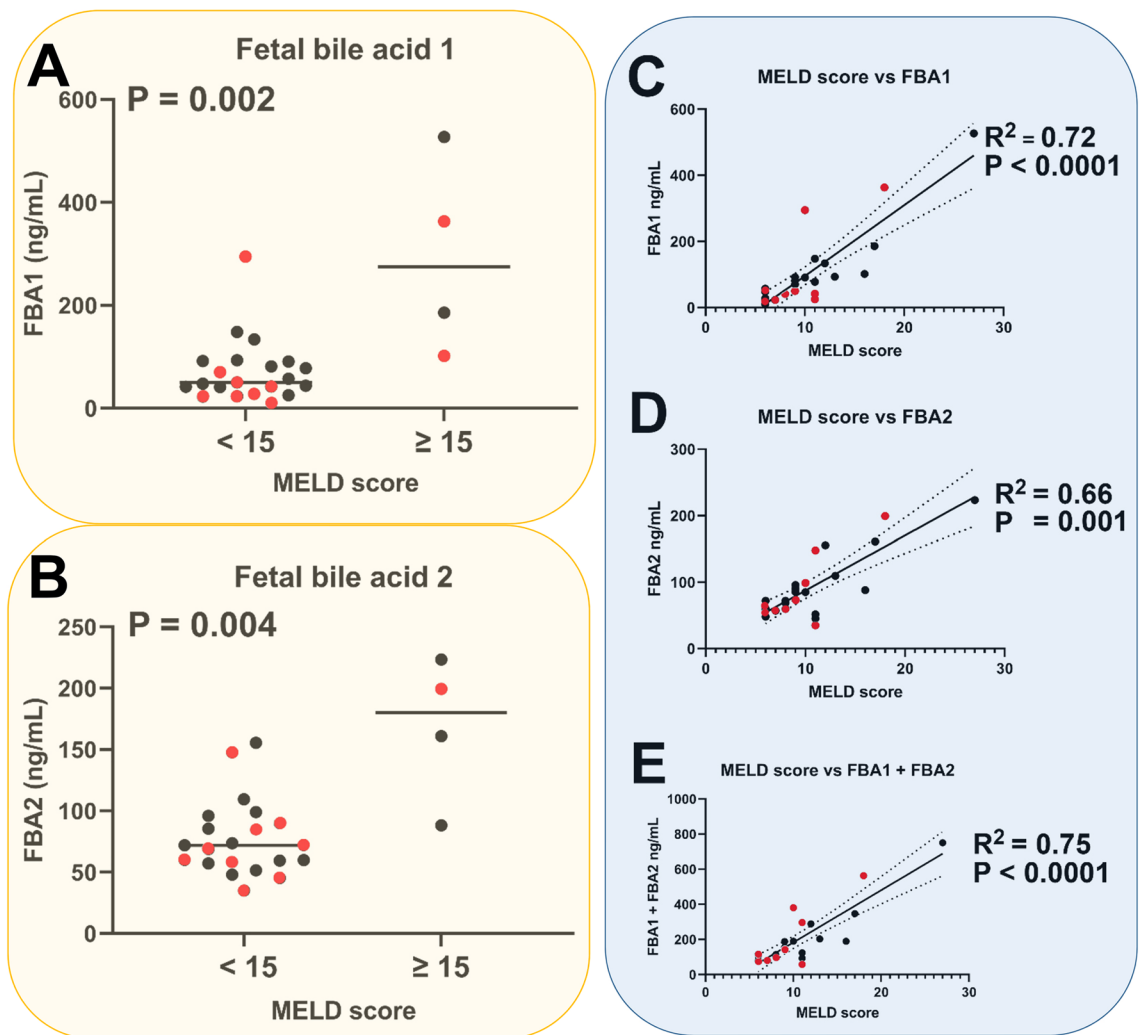 A
Fetal bile acid 1
P = 0.002
600
400
200
0
FBA1 (ng/mL)
< 15
≥ 15
MELD score
B
Fetal bile acid 2
P = 0.004
250
200
150
100
50
0
FBA2 (ng/mL)
< 15
≥ 15
MELD score
C
MELD score vs FBA1
R² = 0.72
P < 0.0001
600
400
200
0
FBA1 ng/mL
0 10 20 30
MELD score
D
MELD score vs FBA2
R² = 0.66
P = 0.001
300
200
100
0
FBA2 ng/mL
0 10 20 30
MELD score
E
MELD score vs FBA1 + FBA2
R² = 0.75
P < 0.0001
1000
800
600
400
200
0
FBA1 + FBA2 ng/mL
0 10 20 30
MELD score